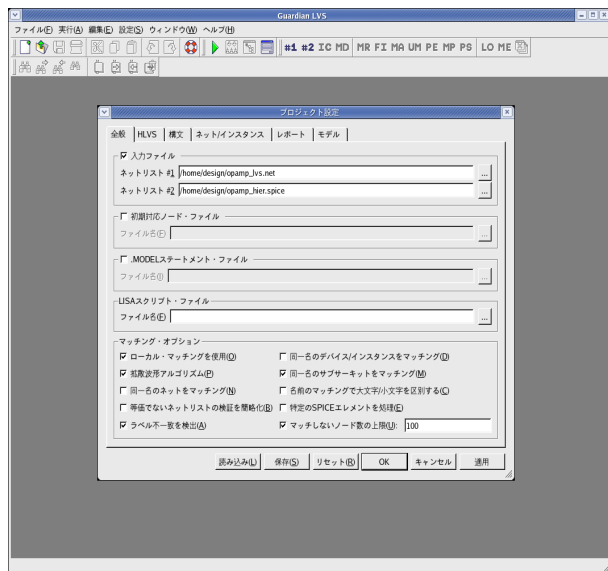 Guardian LVS
ファイル(F) 実行(A) 編集(E) 設定(S) ウィンドウ(W) ヘルプ(H)
#1 #2 IC MD MR FI MA UM PE MP PS LO ME
プロジェクト設定
全般 HLVS 構文 ネット/インスタンス レポート モデル
入力ファイル
ネットリスト #1 /home/design/opamp_lvs.net ...
ネットリスト #2 /home/design/opamp_hier.spice ...
初期対応ノード・ファイル
ファイル名(F) ...
.MODELステートメント・ファイル
ファイル名(I) ...
LISAスクリプト・ファイル
ファイル名(E) ...
マッチング・オプション
ローカル・マッチングを使用(O) 同一名のデバイス/インスタンスをマッチング(D)
拡散波形アルゴリズム(P) 同一名のサブサーキットをマッチング(M)
同一名のネットをマッチング(N) 名前のマッチングで大文字/小文字を区別する(C)
等価でないネットリストの検証を簡略化(B) 特定のSPICEエレメントを処理(E)
ラベル不一致を検出(A) マッチしないノード数の上限(U): 100
読み込み(L) 保存(S) リセット(R) OK キャンセル 適用